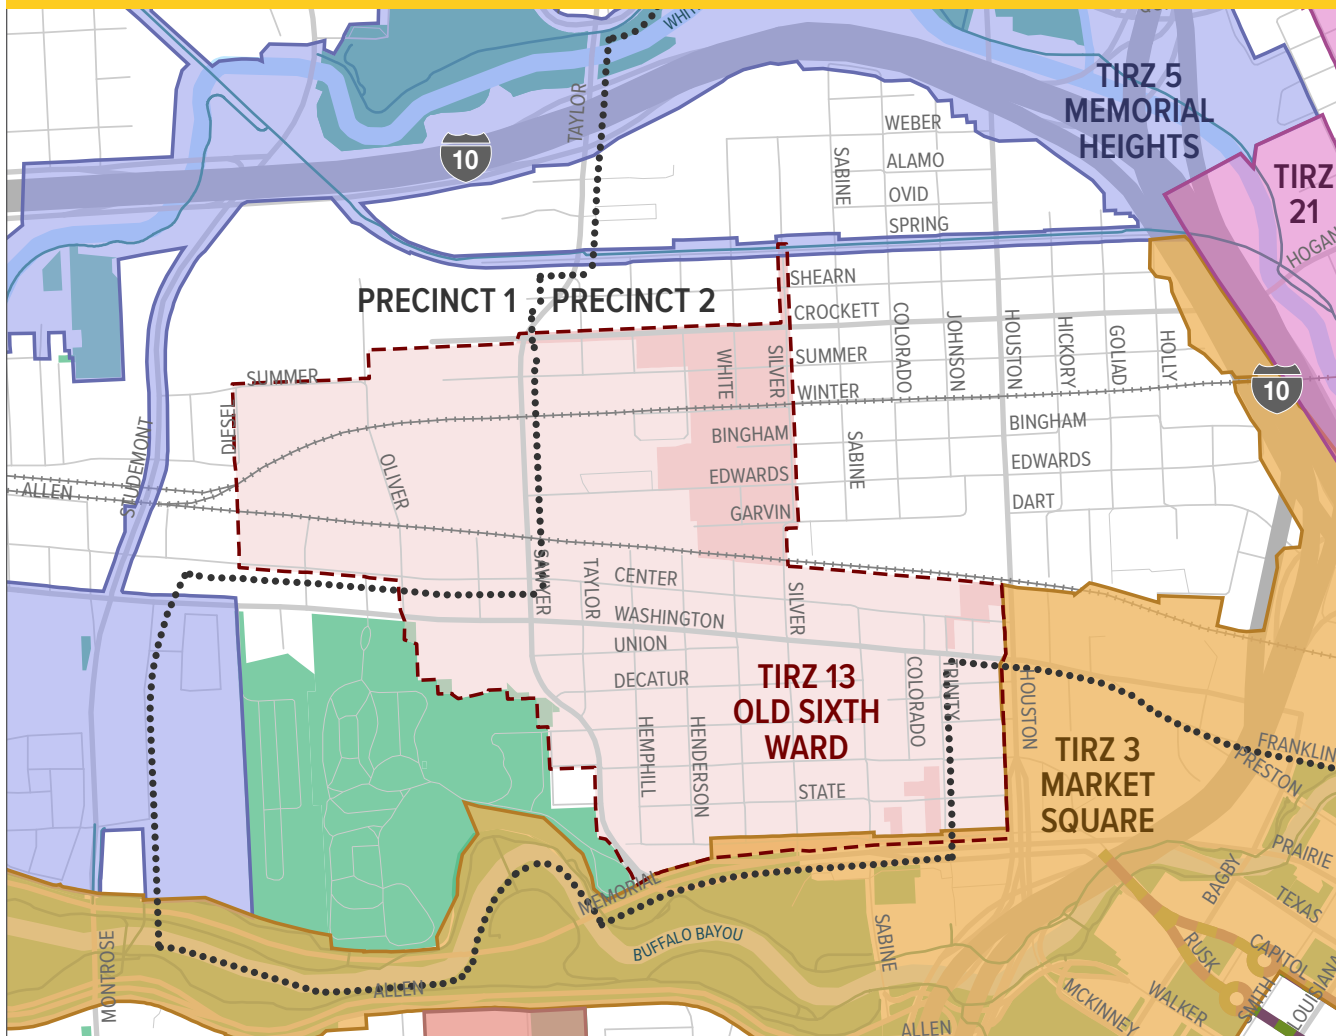 TAYLOR
10
WEBER
ALAMO
OVID
SPRING
SABINE
TIRZ 5
MEMORIAL
HEIGHTS
TIRZ
21
HOGAN
PRECINCT 1
PRECINCT 2
SHEARN
CROCKETT
SUMMER
WINTER
COLORADO
JOHNSON
HOUSTON
HICKORY
GOLIAD
HOLLY
10
SUMMER
DIESEL
OLIVER
STUDEMONT
ALLEN
WHITE
SILVER
BINGHAM
EDWARDS
GARVIN
SABINE
BINGHAM
EDWARDS
DART
SAWYER
TAYLOR
CENTER
WASHINGTON
UNION
DECATUR
SILVER
HEMPHILL
HENDERSON
TIRZ 13
OLD SIXTH
WARD
STATE
COLORADO
TRINITY
HOUSTON
TIRZ 3
MARKET
SQUARE
FRANKLIN
PRESTON
PRAIRIE
TEXAS
BAGBY
RUSK
CAPITOL
SMITH
LOUISIANA
WALKER
MCKINNEY
MEMORIAL
BUFFALO BAYOU
SABINE
ALLEN
ALLEN
MONTROSE